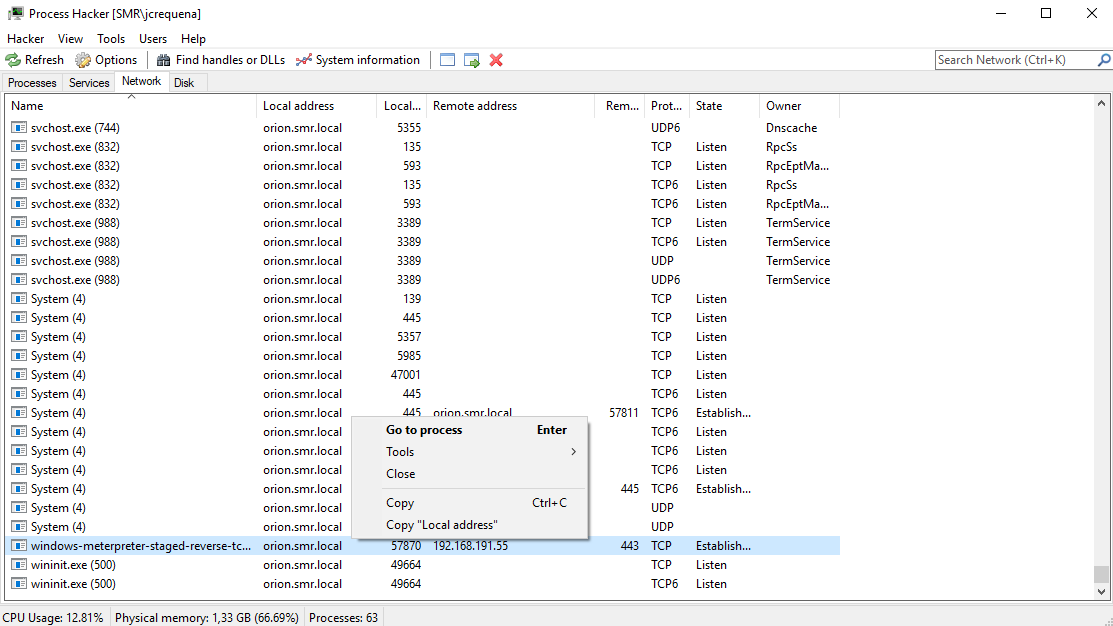 Process Hacker [SMR\jcrequena]
Hacker View Tools Users Help
Refresh Options Find handles or DLLs System information Search Network (Ctrl+K)
Processes Services Network Disk
Name Local address Local... Remote address Rem... Prot... State Owner
svchost.exe (744) orion.smr.local 5355 UDP6 Dnscache
svchost.exe (832) orion.smr.local 135 TCP Listen RpcSs
svchost.exe (832) orion.smr.local 593 TCP Listen RpcEptMa...
svchost.exe (832) orion.smr.local 135 TCP6 Listen RpcSs
svchost.exe (832) orion.smr.local 593 TCP6 Listen RpcEptMa...
svchost.exe (988) orion.smr.local 3389 TCP Listen TermService
svchost.exe (988) orion.smr.local 3389 TCP6 Listen TermService
svchost.exe (988) orion.smr.local 3389 UDP TermService
svchost.exe (988) orion.smr.local 3389 UDP6 TermService
System (4) orion.smr.local 139 TCP Listen
System (4) orion.smr.local 445 TCP Listen
System (4) orion.smr.local 5357 TCP Listen
System (4) orion.smr.local 5985 TCP Listen
System (4) orion.smr.local 47001 TCP Listen
System (4) orion.smr.local 445 TCP6 Listen
System (4) orion.smr.local 445 orion.smr.local 57811 TCP6 Establish...
System (4) orion.smr.local TCP6 Listen
System (4) orion.smr.local TCP6 Listen
System (4) orion.smr.local TCP6 Listen
System (4) orion.smr.local 445 TCP6 Establish...
System (4) orion.smr.local UDP
System (4) orion.smr.local UDP
windows-meterpreter-staged-reverse-tc... orion.smr.local 57870 192.168.191.55 443 TCP Establish...
wininit.exe (500) orion.smr.local 49664 TCP Listen
wininit.exe (500) orion.smr.local 49664 TCP6 Listen
Go to process Enter
Tools
Close
Copy Ctrl+C
Copy "Local address"
CPU Usage: 12.81% Physical memory: 1,33 GB (66.69%) Processes: 63